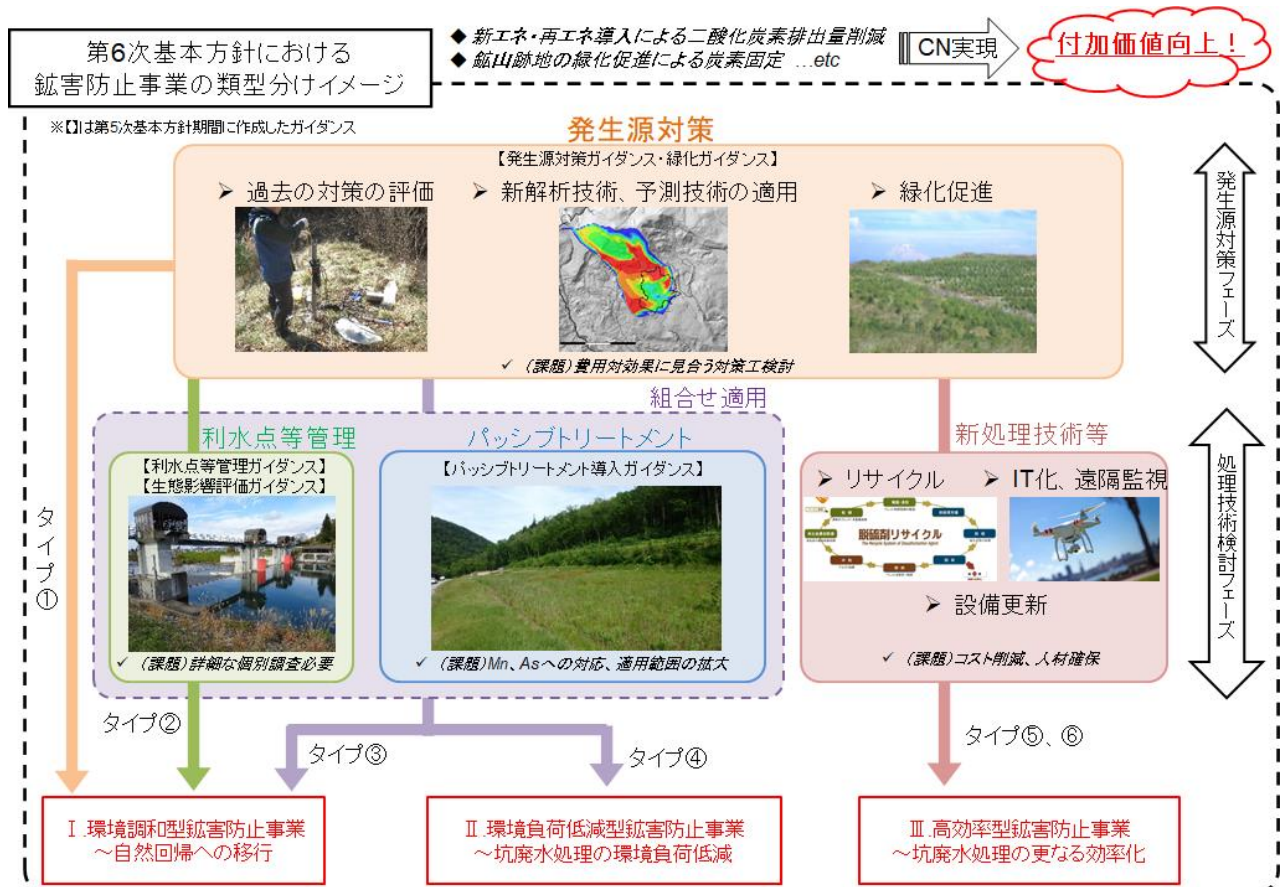 第6次基本方針における
鉱害防止事業の類型分けイメージ
◆ 新エネ・再エネ導入による二酸化炭素排出量削減
◆ 鉱山跡地の緑化促進による炭素固定 …etc
CN実現
付加価値向上！
※【】は第5次基本方針期間に作成したガイダンス
発生源対策
【発生源対策ガイダンス・緑化ガイダンス】
➢ 過去の対策の評価
➢ 新解析技術、予測技術の適用
➢ 緑化促進
✓ (課題)費用対効果に見合う対策工検討
発生源対策フェーズ
組合せ適用
利水点等管理
【利水点等管理ガイダンス】
【生態影響評価ガイダンス】
✓ (課題)詳細な個別調査必要
パッシブトリートメント
【パッシブトリートメント導入ガイダンス】
✓ (課題)Mn、Asへの対応、適用範囲の拡大
新処理技術等
➢ リサイクル
➢ IT化、遠隔監視
脱硫剤リサイクル
➢ 設備更新
✓ (課題)コスト削減、人材確保
処理技術検討フェーズ
タイプ①
タイプ②
タイプ③
タイプ④
タイプ⑤、⑥
Ⅰ.環境調和型鉱害防止事業
～自然回帰への移行
Ⅱ.環境負荷低減型鉱害防止事業
～坑廃水処理の環境負荷低減
Ⅲ.高効率型鉱害防止事業
～坑廃水処理の更なる効率化